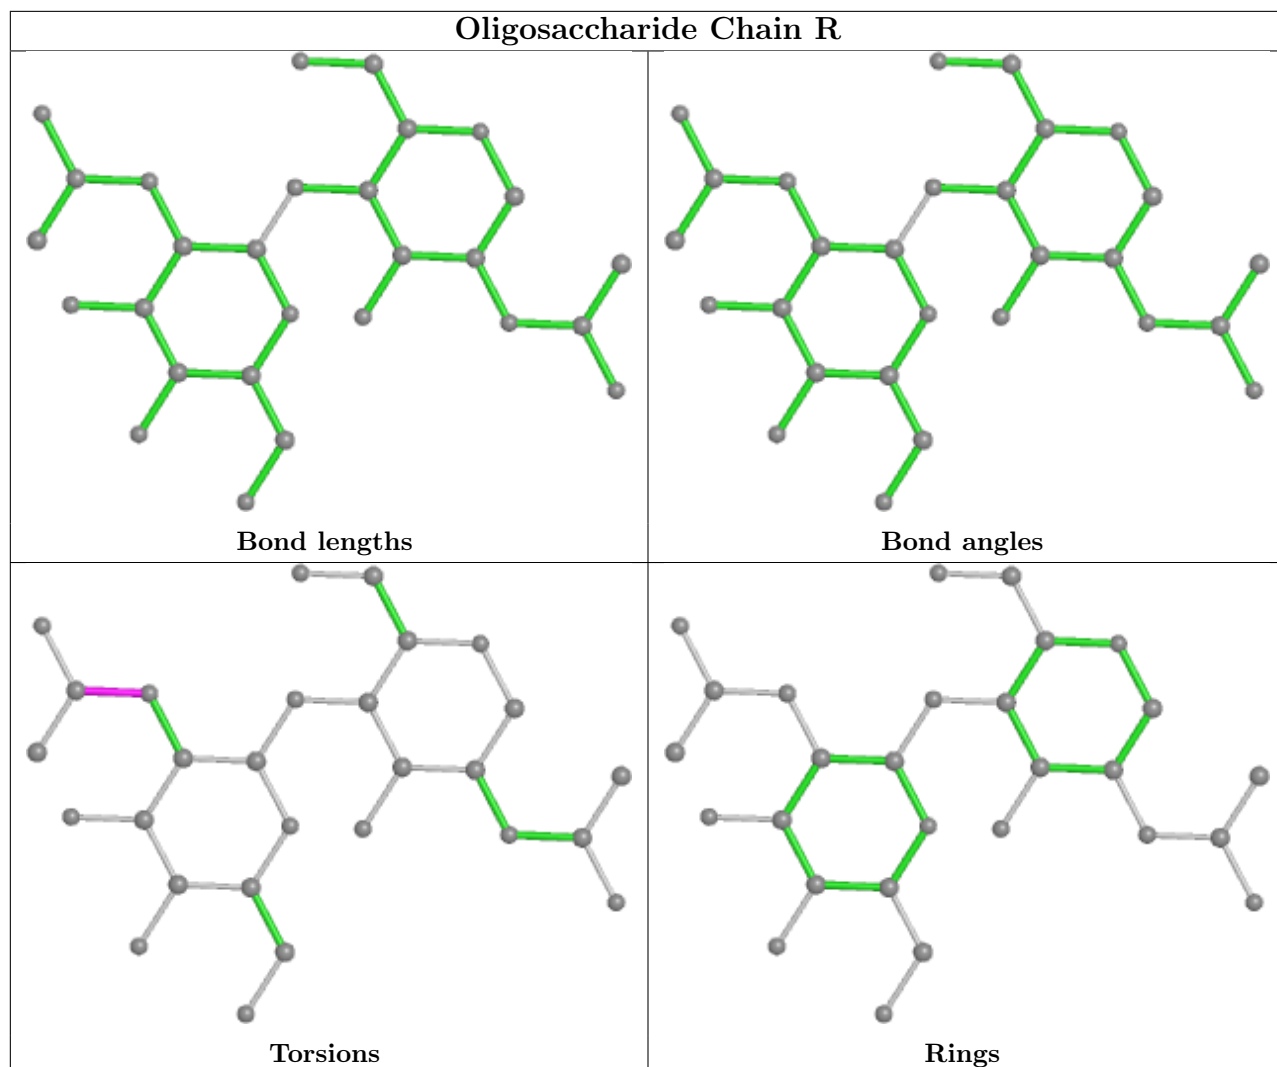 Oligosaccharide Chain R
Bond lengths
Bond angles
Torsions
Rings